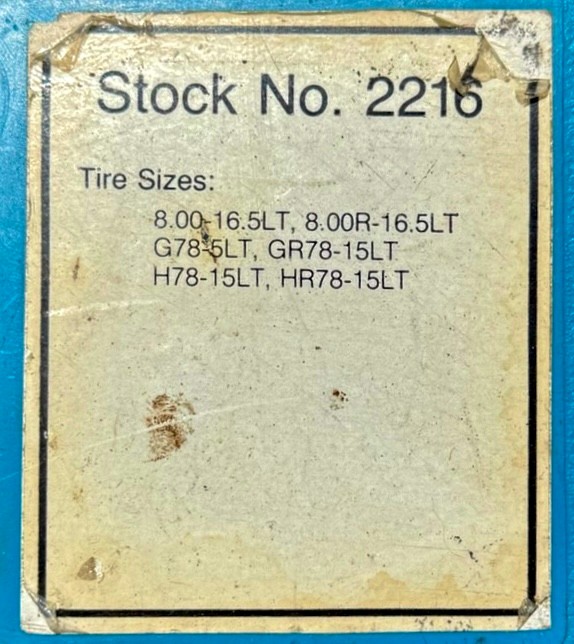 Stock No. 2216
Tire Sizes:
8.00-16.5LT, 8.00R-16.5LT
G78-5LT, GR78-15LT
H78-15LT, HR78-15LT